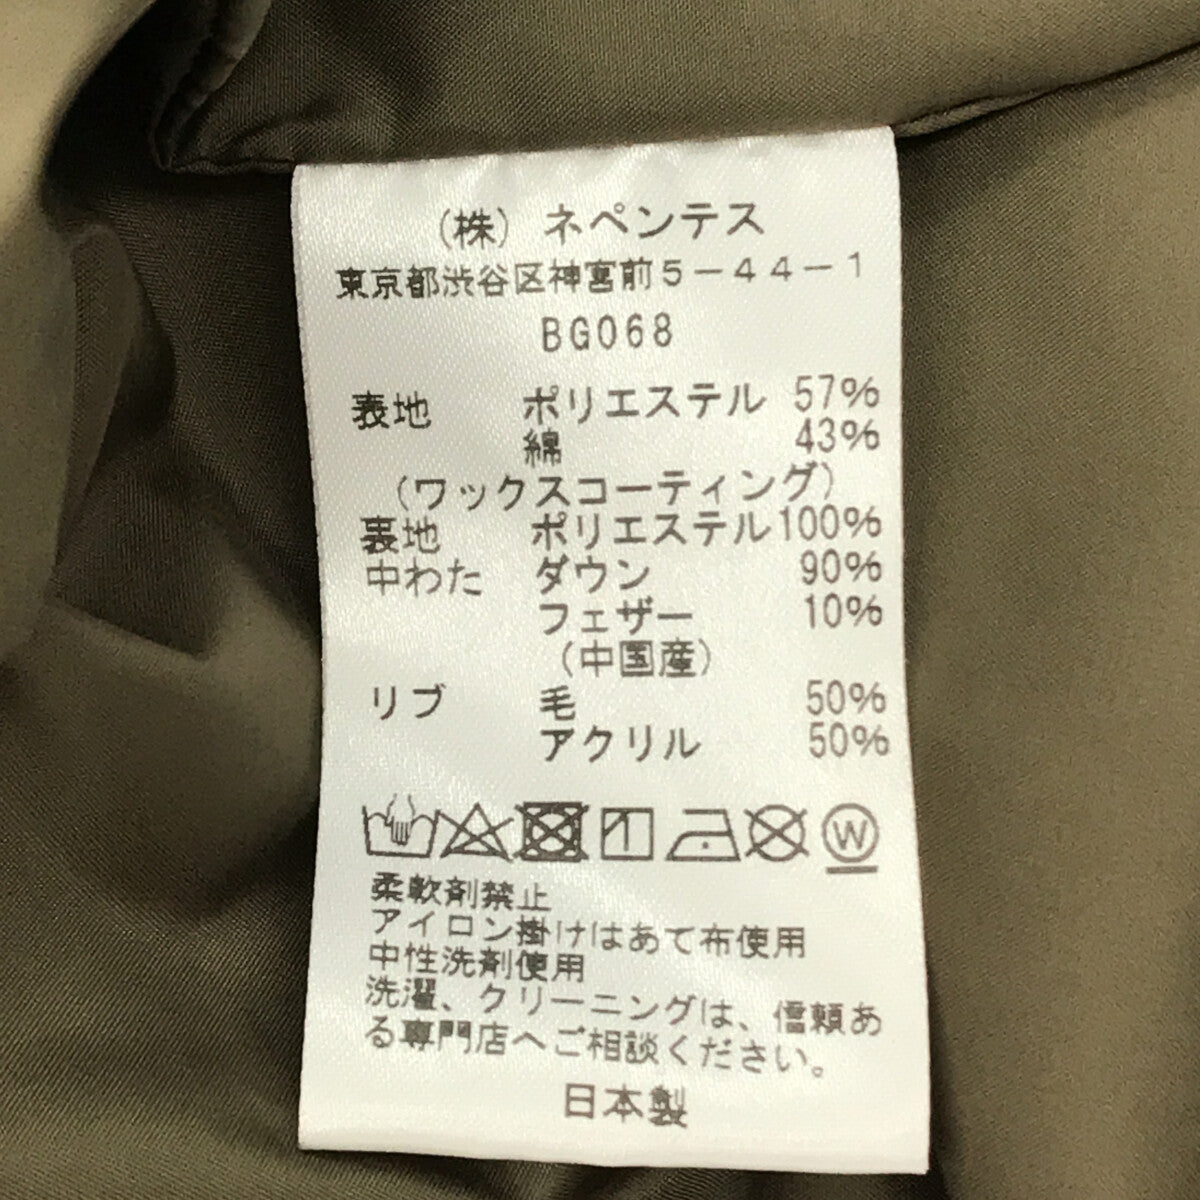 (株) ネペンテス
東京都渋谷区神宮前5-44-1
BG068
表地 ポリエステル 57%
綿 43%
(ワックスコーティング)
裏地 ポリエステル100%
中わた ダウン 90%
フェザー 10%
(中国産)
リブ 毛 50%
アクリル 50%
W
柔軟剤禁止
アイロン掛けはあて布使用
中性洗剤使用
洗濯、クリーニングは、信頼あ
る専門店へご相談ください。
日本製